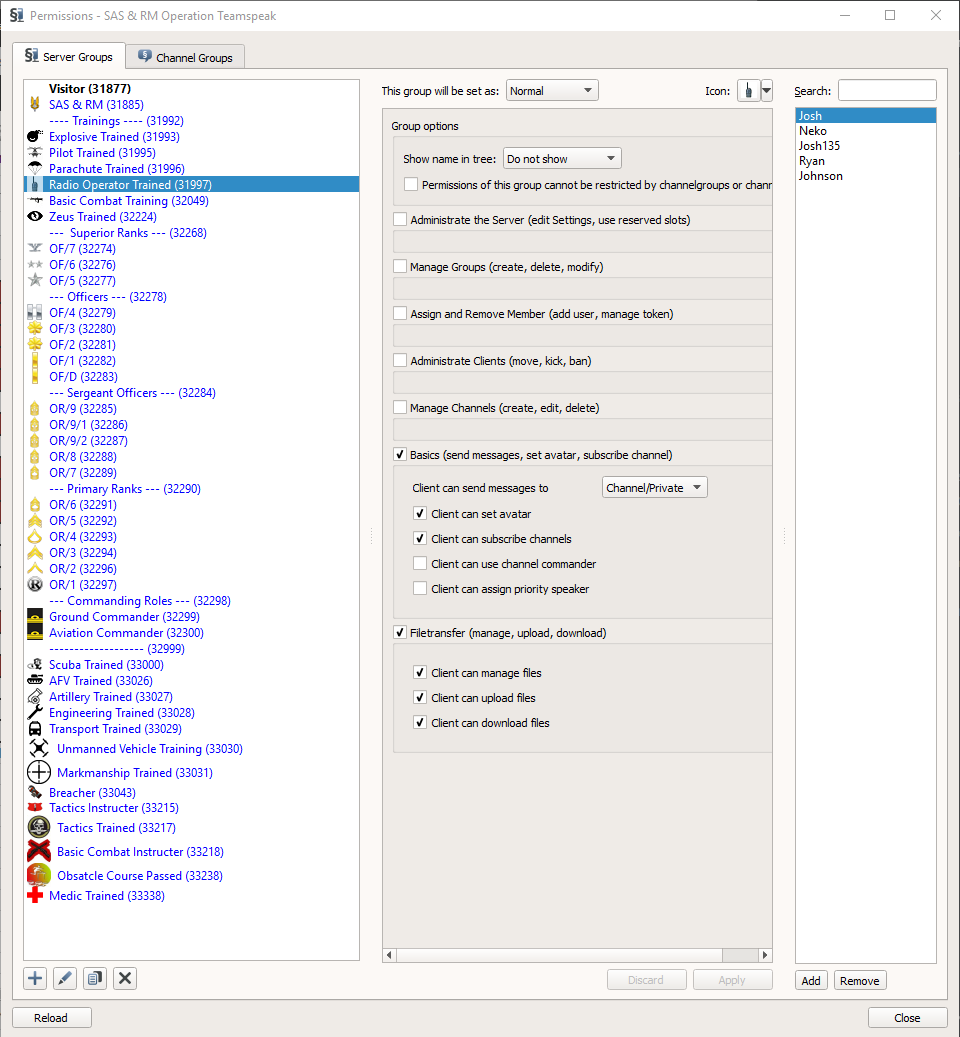 Permissions - SAS & RM Operation Teamspeak
Server Groups
Channel Groups
Visitor (31877)
SAS & RM (31885)
---- Trainings ---- (31992)
Explosive Trained (31993)
Pilot Trained (31995)
Parachute Trained (31996)
Radio Operator Trained (31997)
Basic Combat Training (32049)
Zeus Trained (32224)
--- Superior Ranks --- (32268)
OF/7 (32274)
OF/6 (32276)
OF/5 (32277)
--- Officers --- (32278)
OF/4 (32279)
OF/3 (32280)
OF/2 (32281)
OF/1 (32282)
OF/D (32283)
--- Sergeant Officers --- (32284)
OR/9 (32285)
OR/9/1 (32286)
OR/9/2 (32287)
OR/8 (32288)
OR/7 (32289)
--- Primary Ranks --- (32290)
OR/6 (32291)
OR/5 (32292)
OR/4 (32293)
OR/3 (32294)
OR/2 (32296)
OR/1 (32297)
--- Commanding Roles --- (32298)
Ground Commander (32299)
Aviation Commander (32300)
------------------- (32999)
Scuba Trained (33000)
AFV Trained (33026)
Artillery Trained (33027)
Engineering Trained (33028)
Transport Trained (33029)
Unmanned Vehicle Training (33030)
Markmanship Trained (33031)
Breacher (33043)
Tactics Instructer (33215)
Tactics Trained (33217)
Basic Combat Instructer (33218)
Obsatcle Course Passed (33238)
Medic Trained (33338)
This group will be set as: Normal
Icon:
Group options
Show name in tree: Do not show
Permissions of this group cannot be restricted by channelgroups or chanr
Administrate the Server (edit Settings, use reserved slots)
Manage Groups (create, delete, modify)
Assign and Remove Member (add user, manage token)
Administrate Clients (move, kick, ban)
Manage Channels (create, edit, delete)
Basics (send messages, set avatar, subscribe channel)
Client can send messages to Channel/Private
Client can set avatar
Client can subscribe channels
Client can use channel commander
Client can assign priority speaker
Filetransfer (manage, upload, download)
Client can manage files
Client can upload files
Client can download files
Discard
Apply
Search:
Josh
Neko
Josh135
Ryan
Johnson
Add
Remove
Reload
Close